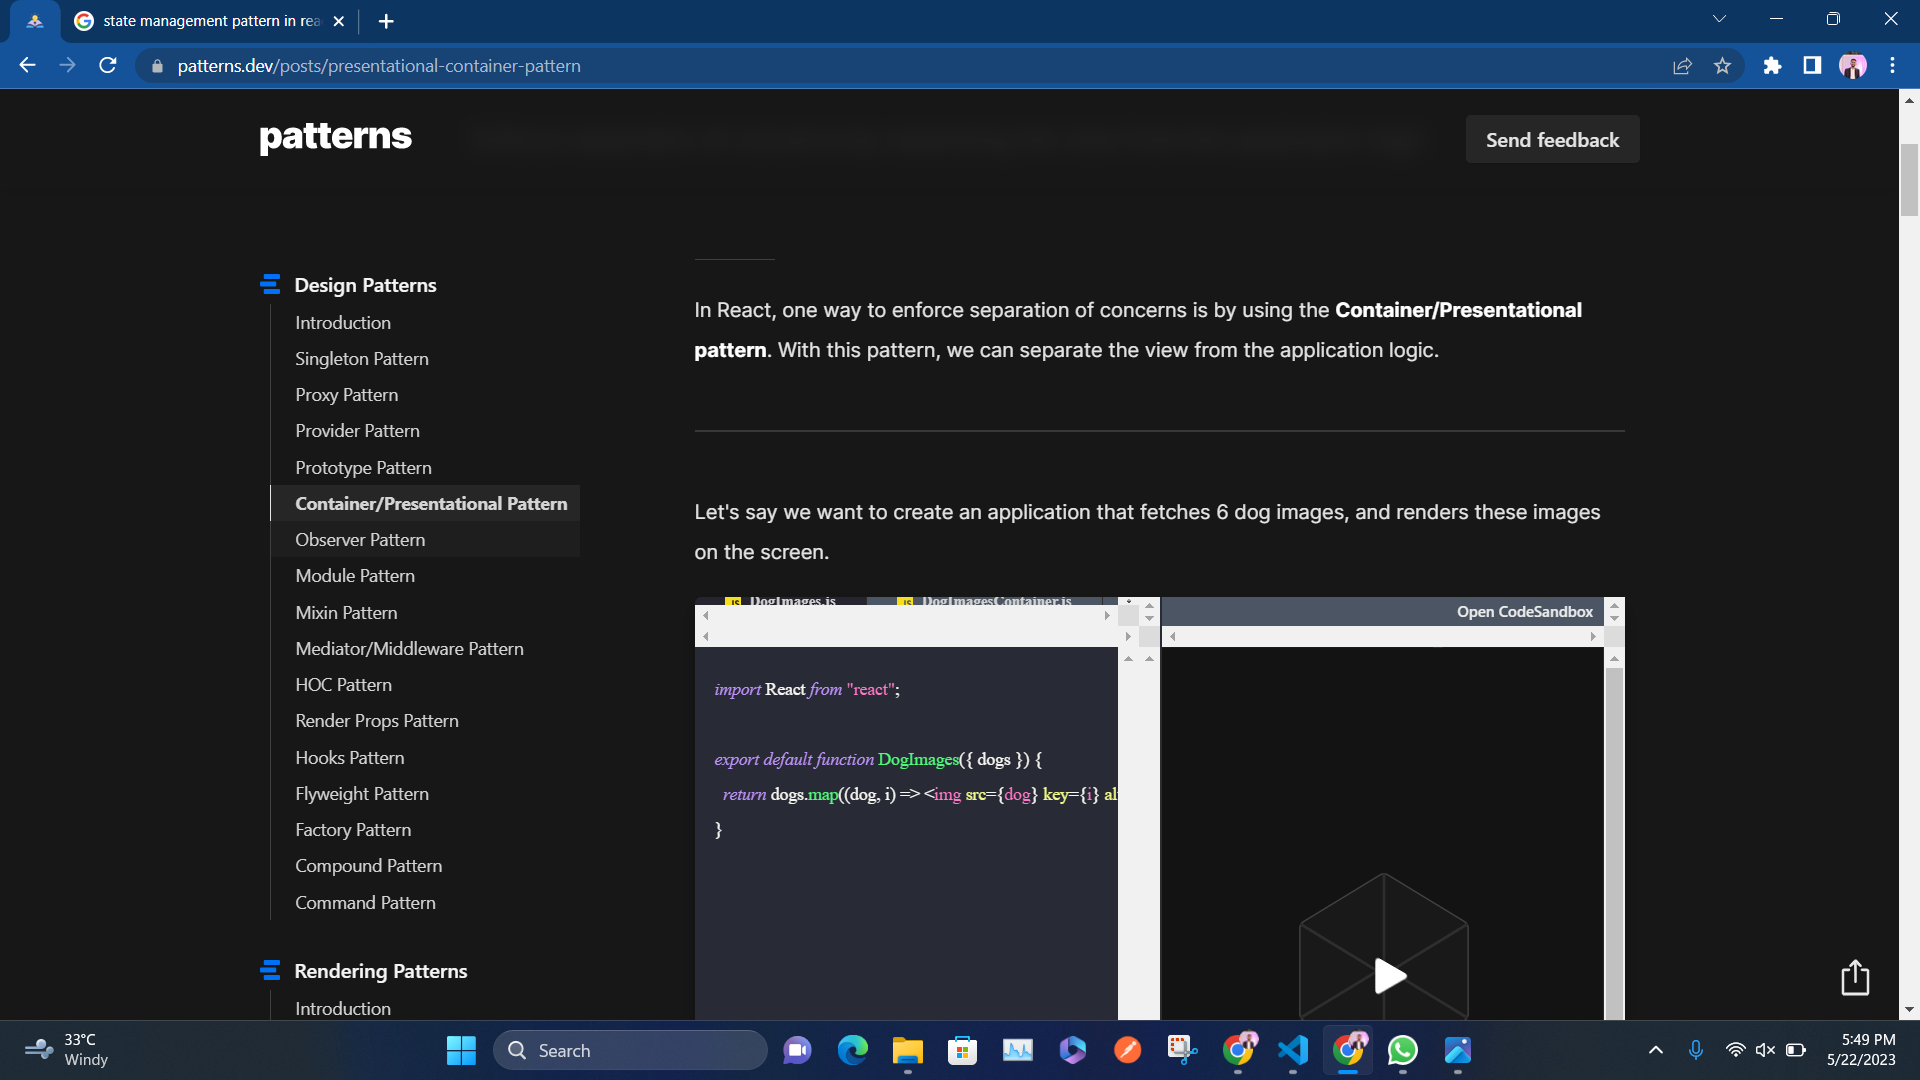 state management pattern in rea
patterns.dev/posts/presentational-container-pattern
patterns
Send feedback
Design Patterns
Introduction
Singleton Pattern
Proxy Pattern
Provider Pattern
Prototype Pattern
Container/Presentational Pattern
Observer Pattern
Module Pattern
Mixin Pattern
Mediator/Middleware Pattern
HOC Pattern
Render Props Pattern
Hooks Pattern
Flyweight Pattern
Factory Pattern
Compound Pattern
Command Pattern
Rendering Patterns
Introduction
In React, one way to enforce separation of concerns is by using the Container/Presentational
pattern. With this pattern, we can separate the view from the application logic.
Let's say we want to create an application that fetches 6 dog images, and renders these images
on the screen.
JS DogImages.js JS DogImagesContainer.js
Open CodeSandbox
import React from "react";
export default function DogImages({ dogs }) {
return dogs.map((dog, i) => <img src={dog} key={i} al
}
33°C
Windy
Search
5:49 PM
5/22/2023